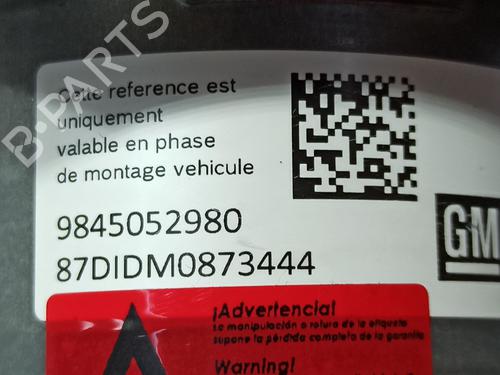 B-PARTS
Cette reference est
uniquement
valable en phase
de montage vehicule
9845052980
87DIDM0873444
GM
¡Advertencia!
La manipulación o rotura de la etiqueta
supone la pérdida completa de la garantía
Warning!